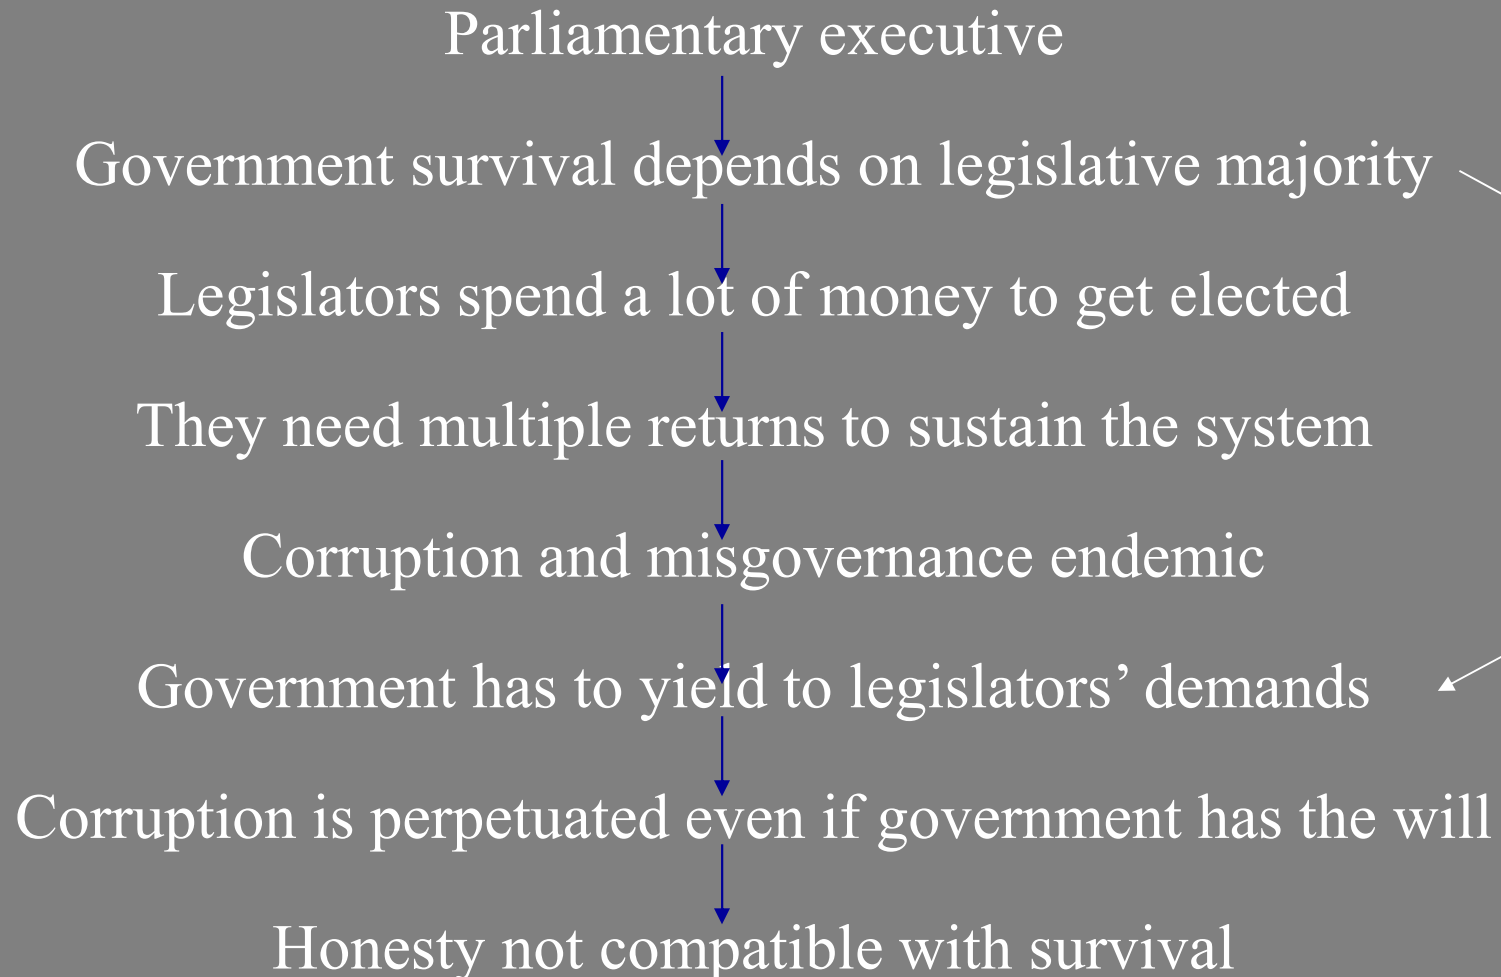 Parliamentary executive
Government survival depends on legislative majority
Legislators spend a lot of money to get elected
They need multiple returns to sustain the system
Corruption and misgovernance endemic
Government has to yield to legislators’ demands
Corruption is perpetuated even if government has the will
Honesty not compatible with survival